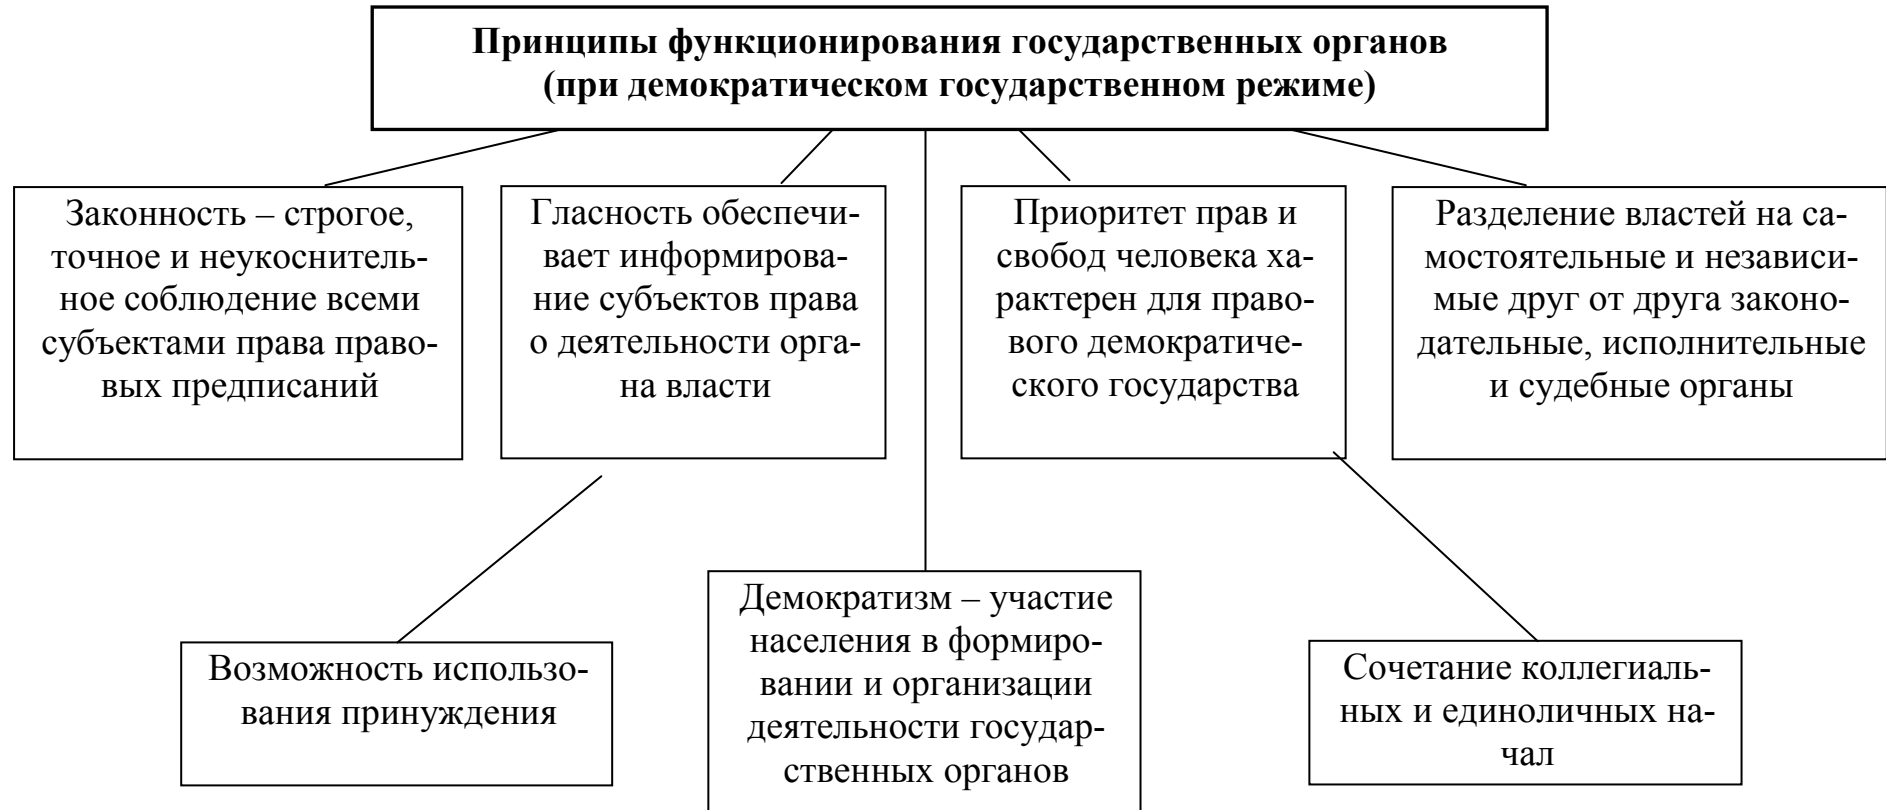 Принципы функционирования государственных органов
(при демократическом государственном режиме)
Законность – строгое,
точное и неукоснитель-
ное соблюдение всеми
субъектами права право-
вых предписаний
Гласность обеспечи-
вает информирова-
ние субъектов права
о деятельности орга-
на власти
Приоритет прав и
свобод человека ха-
рактерен для право-
вого демократиче-
ского государства
Разделение властей на са-
мостоятельные и независи-
мые друг от друга законо-
дательные, исполнительные
и судебные органы
Возможность использо-
вания принуждения
Демократизм – участие
населения в формиро-
вании и организации
деятельности государ-
ственных органов
Сочетание коллегиаль-
ных и единоличных на-
чал